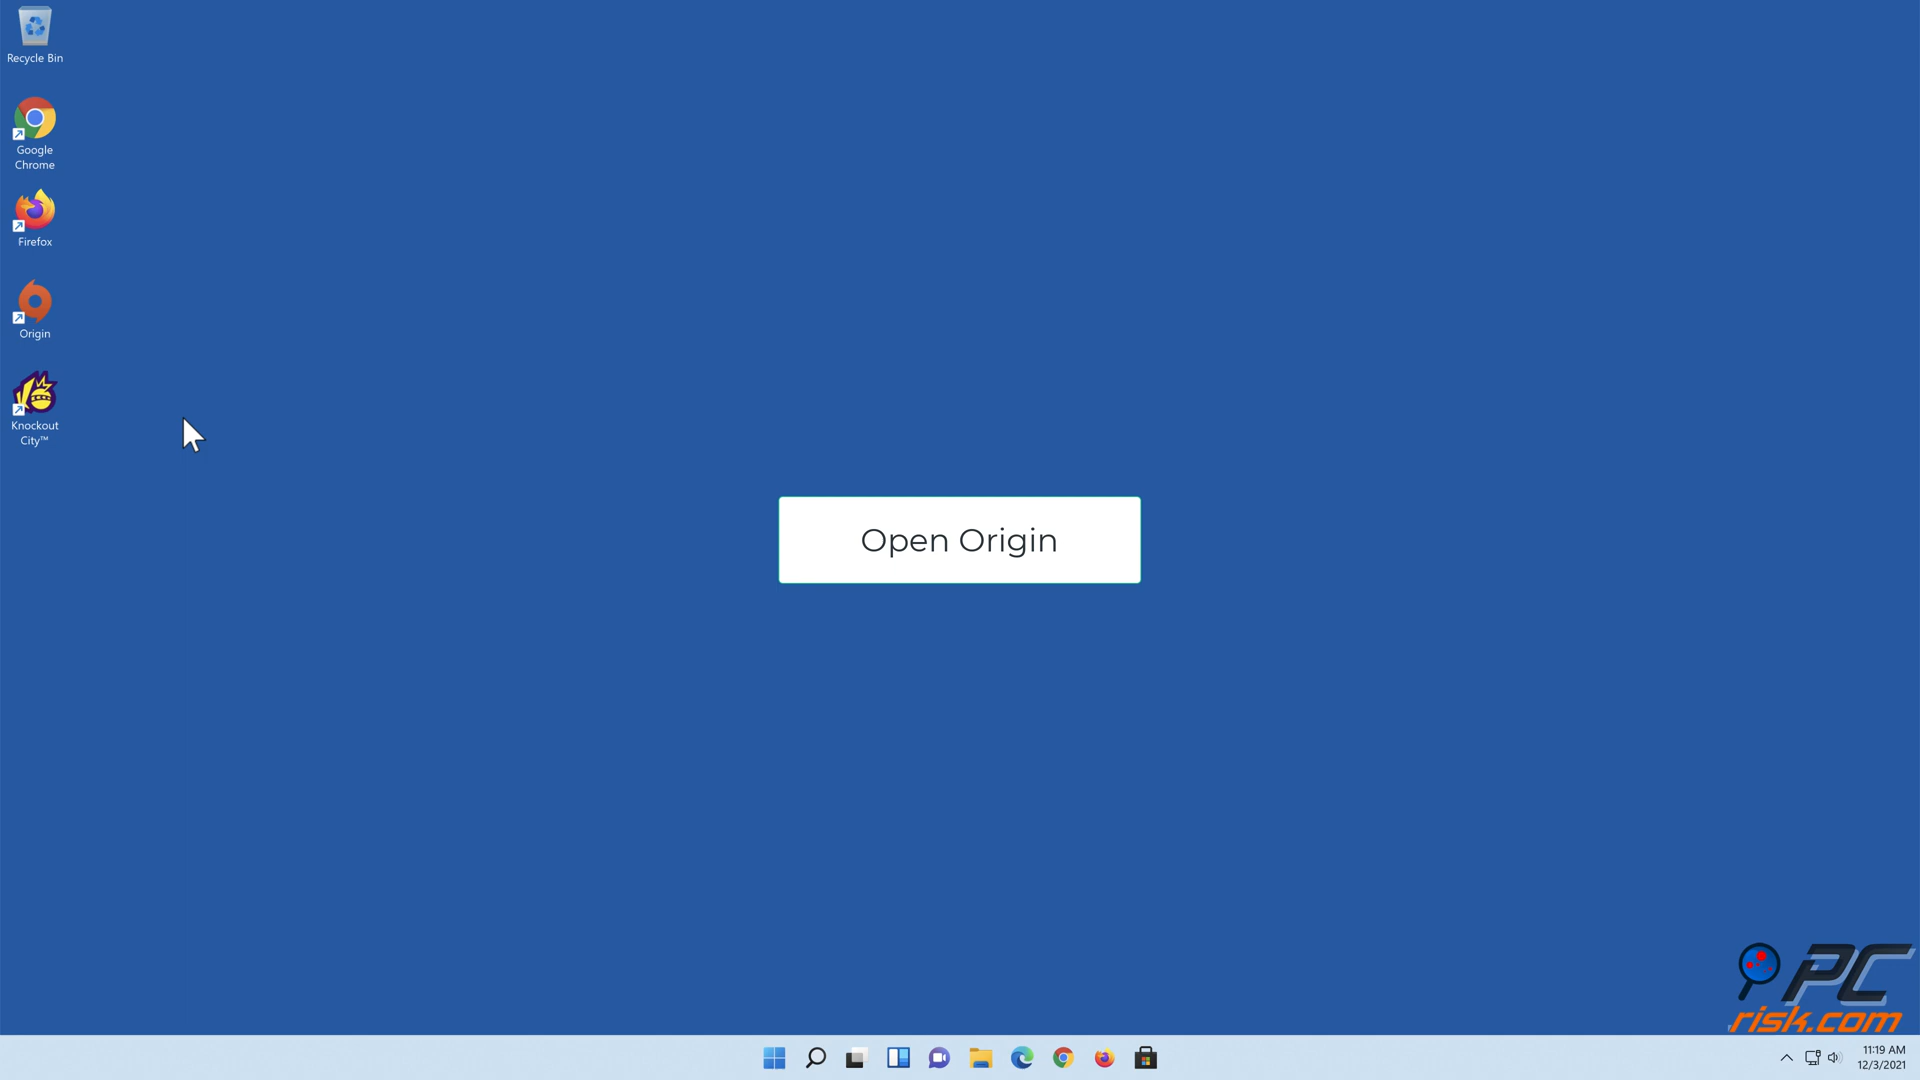 Recycle Bin
Google
Chrome
Firefox
Origin
Knockout
City™
Open Origin
PC
risk.com
11:19 AM
12/3/2021